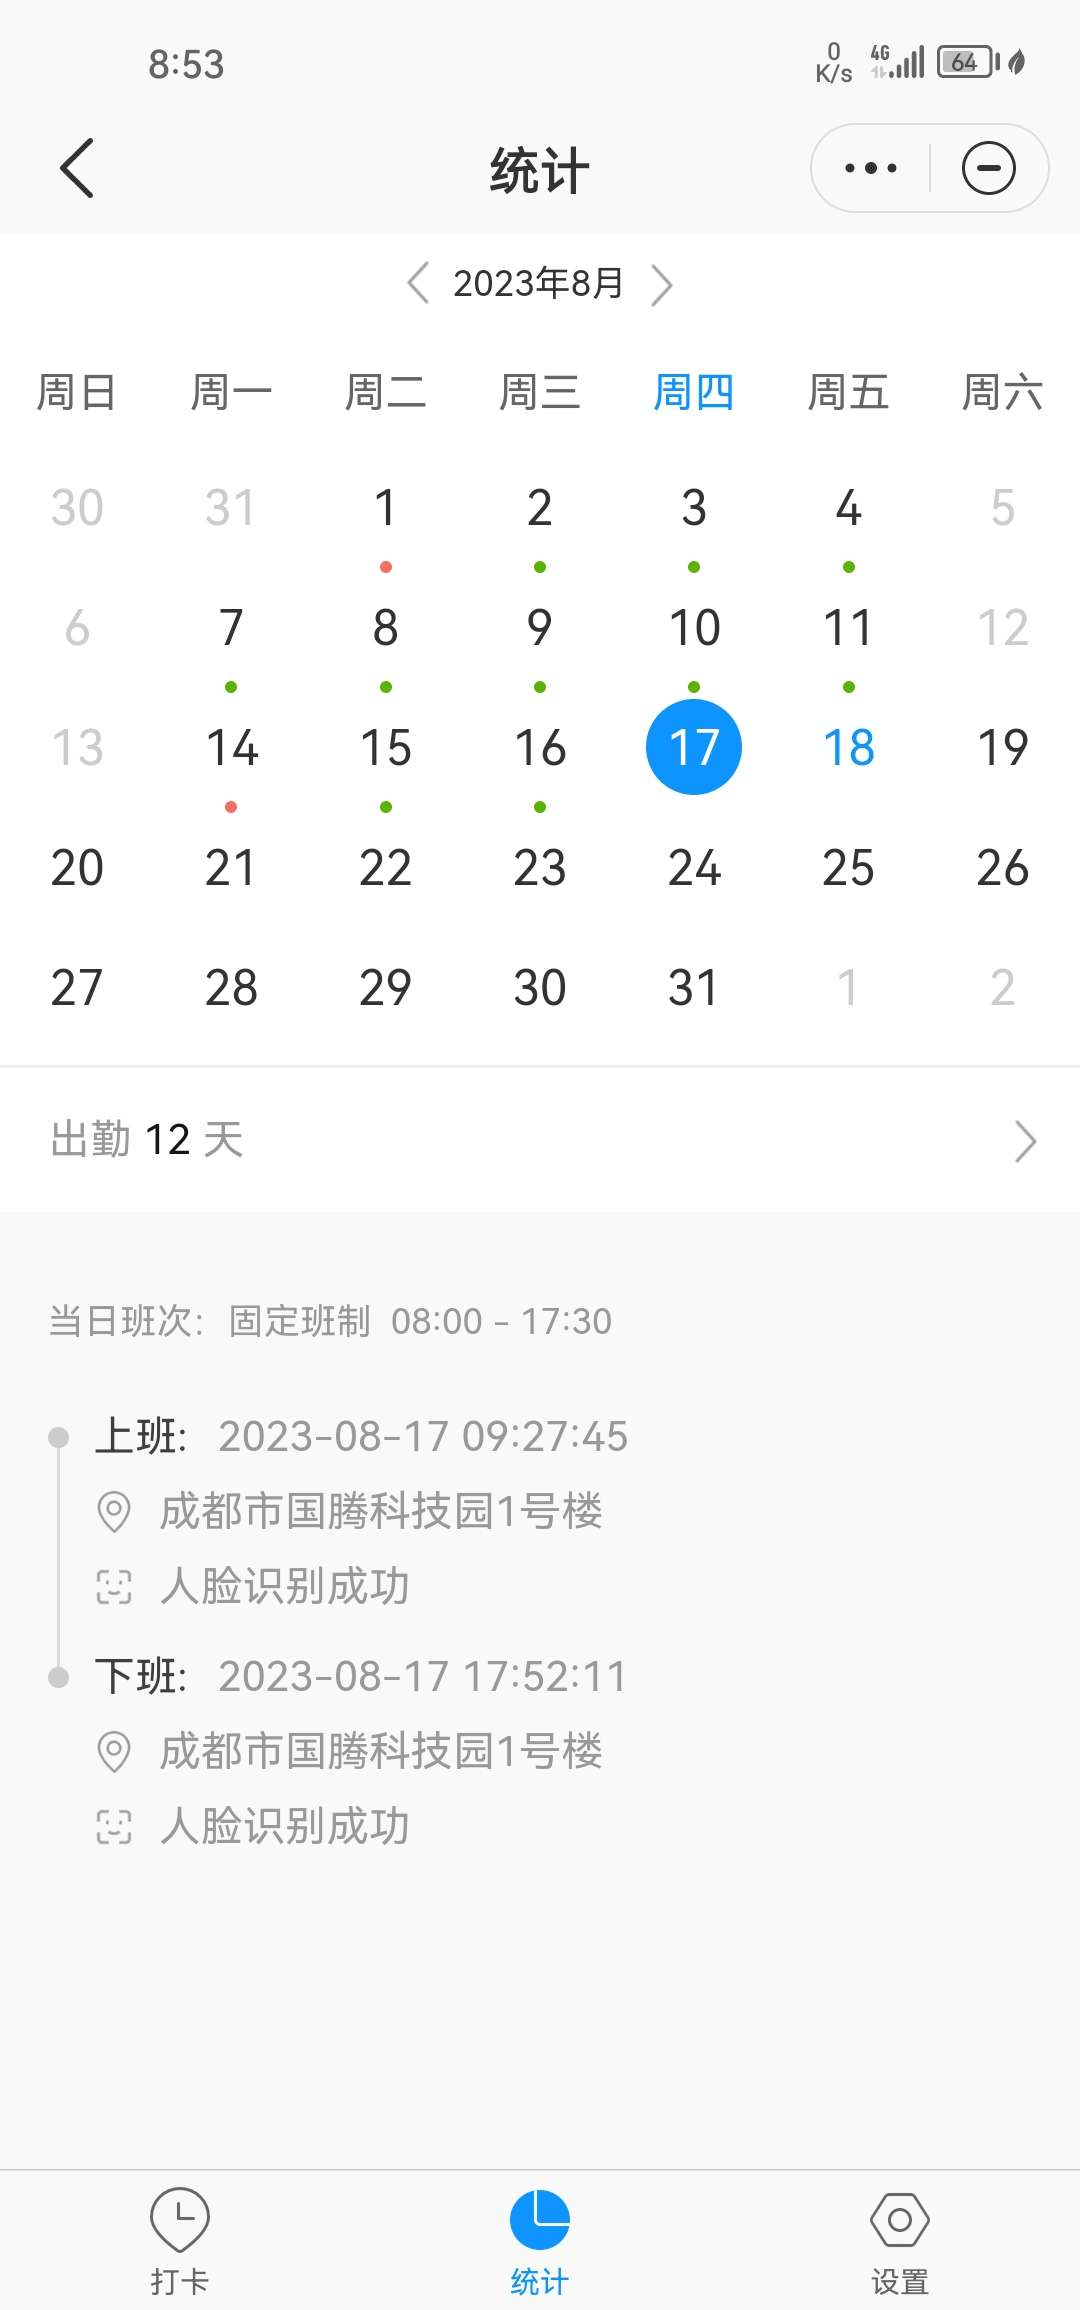 8:53
0
K/s
4G
64
统计
2023年8月
周日 周一 周二 周三 周四 周五 周六
30 31 1 2 3 4 5
6 7 8 9 10 11 12
13 14 15 16 17 18 19
20 21 22 23 24 25 26
27 28 29 30 31 1 2
出勤 12 天
当日班次: 固定班制 08:00 - 17:30
上班: 2023-08-17 09:27:45
成都市国腾科技园1号楼
人脸识别成功
下班: 2023-08-17 17:52:11
成都市国腾科技园1号楼
人脸识别成功
打卡 统计 设置